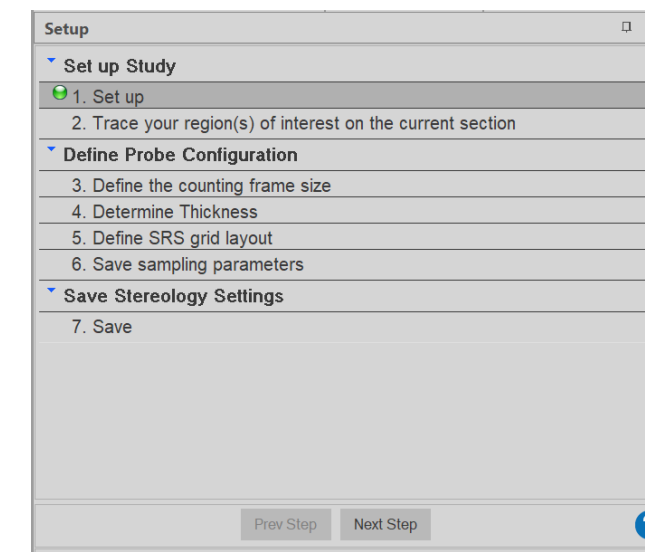 Setup
Set up Study
1. Set up
2. Trace your region(s) of interest on the current section
Define Probe Configuration
3. Define the counting frame size
4. Determine Thickness
5. Define SRS grid layout
6. Save sampling parameters
Save Stereology Settings
7. Save
Prev Step Next Step